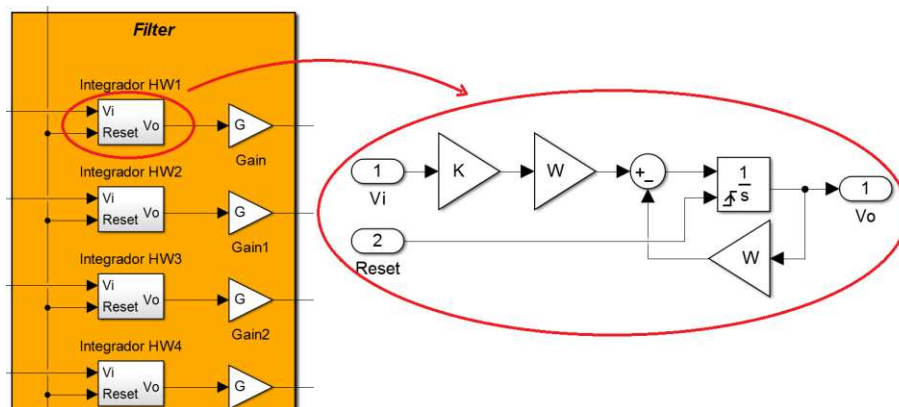 Filter
Integrador HW1
Vi
Reset
Vo
G
Gain
Integrador HW2
Vi
Reset
Vo
G
Gain1
Integrador HW3
Vi
Reset
Vo
G
Gain2
Integrador HW4
Vi
Reset
Vo
G
1
Vi
K
W
+
−
1
s
1
Vo
2
Reset
W